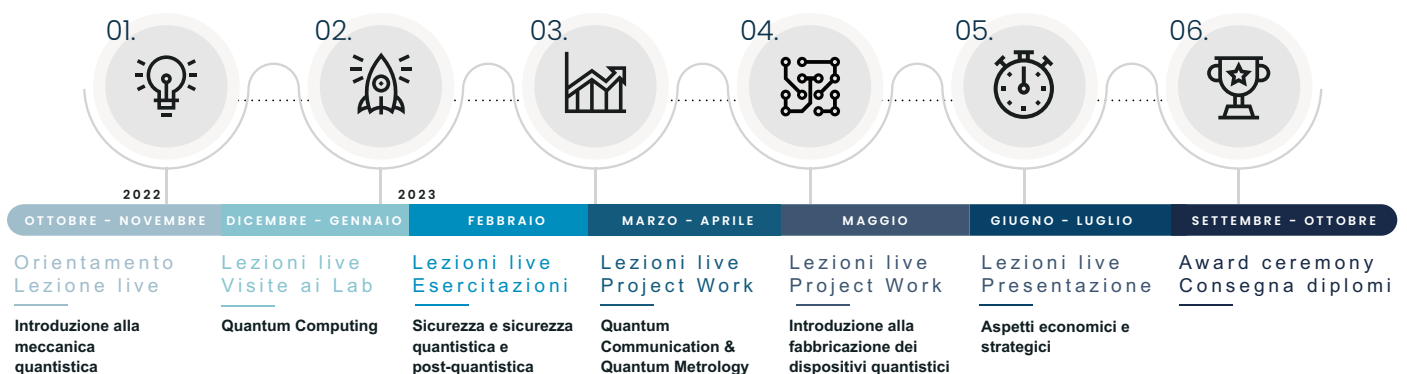 01.
02.
03.
04.
05.
06.
2022
2023
OTTOBRE - NOVEMBRE
DICEMBRE - GENNAIO
FEBBRAIO
MARZO - APRILE
MAGGIO
GIUGNO - LUGLIO
SETTEMBRE - OTTOBRE
Orientamento
Lezione live
Introduzione alla
meccanica
quantistica
Lezioni live
Visite ai Lab
Quantum Computing
Lezioni live
Esercitazioni
Sicurezza e sicurezza
quantistica e
post-quantistica
Lezioni live
Project Work
Quantum
Communication &
Quantum Metrology
Lezioni live
Project Work
Introduzione alla
fabbricazione dei
dispositivi quantistici
Lezioni live
Presentazione
Aspetti economici e
strategici
Award ceremony
Consegna diplomi